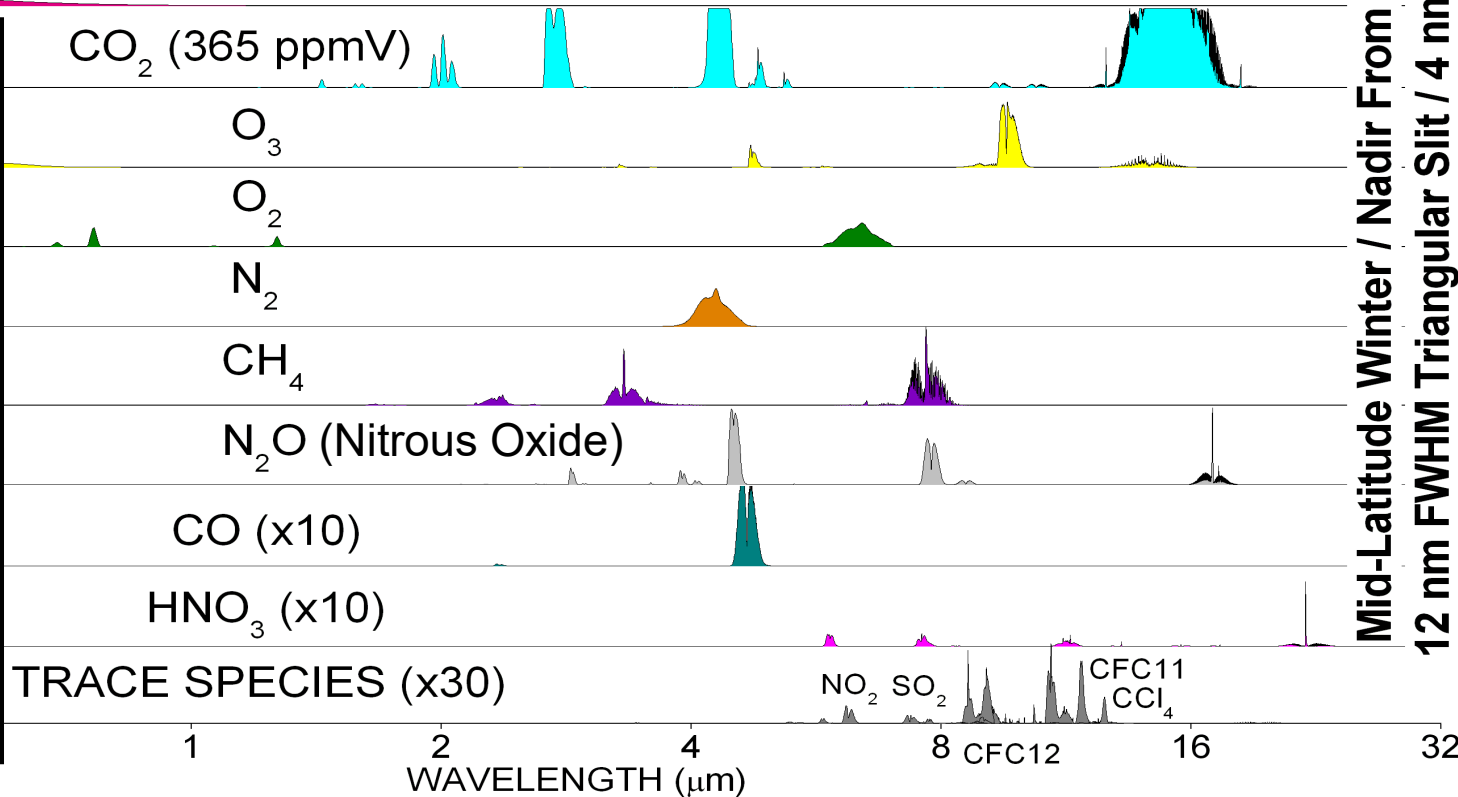 CO₂ (365 ppmV)
O₃
O₂
N₂
CH₄
N₂O (Nitrous Oxide)
CO (x10)
HNO₃ (x10)
TRACE SPECIES (x30)
NO₂ SO₂
CFC11
CCl₄
CFC12
1 2 4 8 16 32
WAVELENGTH (μm)
Mid-Latitude Winter / Nadir From
12 nm FWHM Triangular Slit / 4 nm